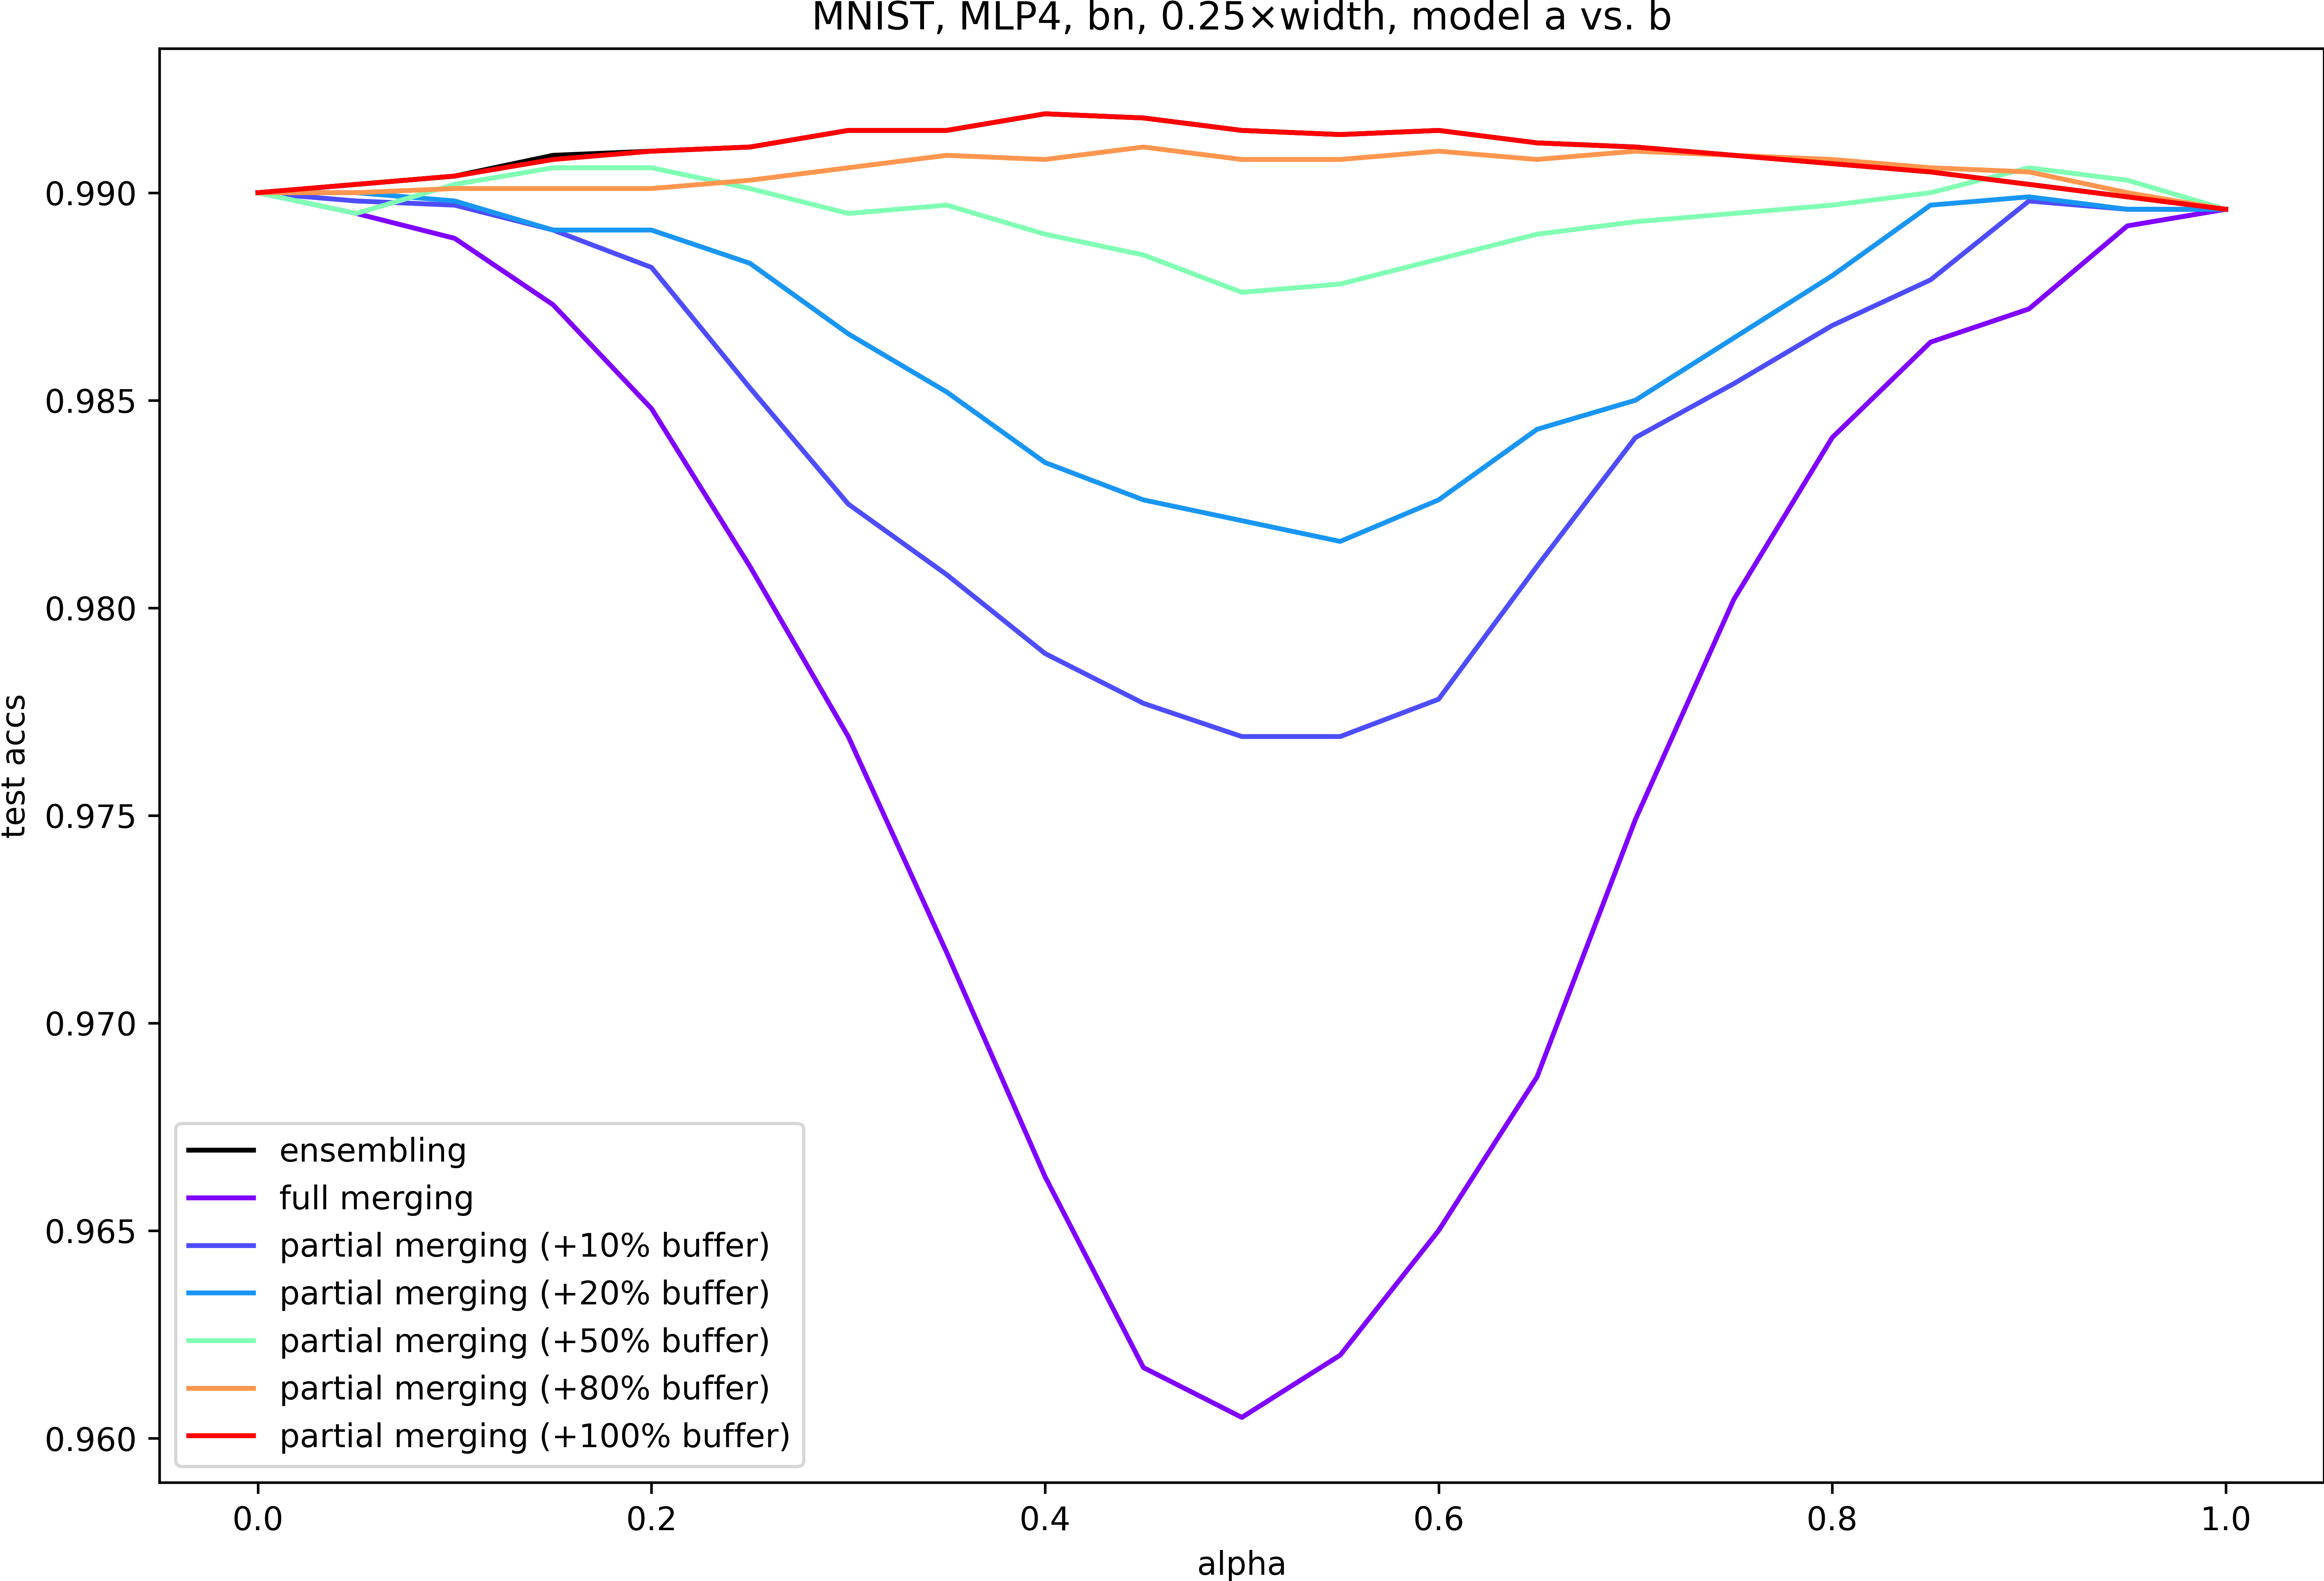 MNIST, MLP4, bn, 0.25×width, model a vs. b
0.990
0.985
0.980
0.975
0.970
0.965
0.960
test accs
ensembling
full merging
partial merging (+10% buffer)
partial merging (+20% buffer)
partial merging (+50% buffer)
partial merging (+80% buffer)
partial merging (+100% buffer)
0.0 0.2 0.4 0.6 0.8 1.0
alpha